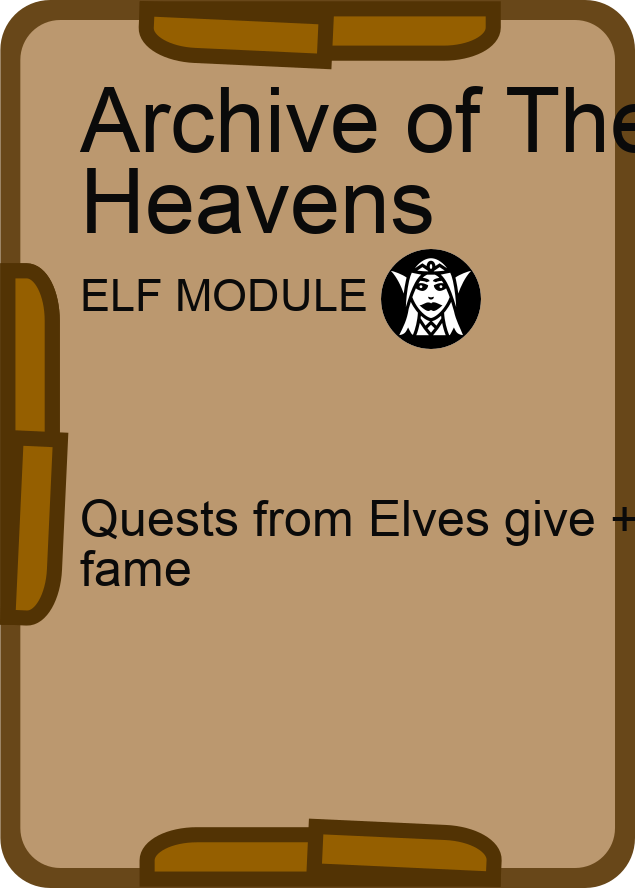 Archive of The
Heavens
ELF MODULE
Quests from Elves give +
fame